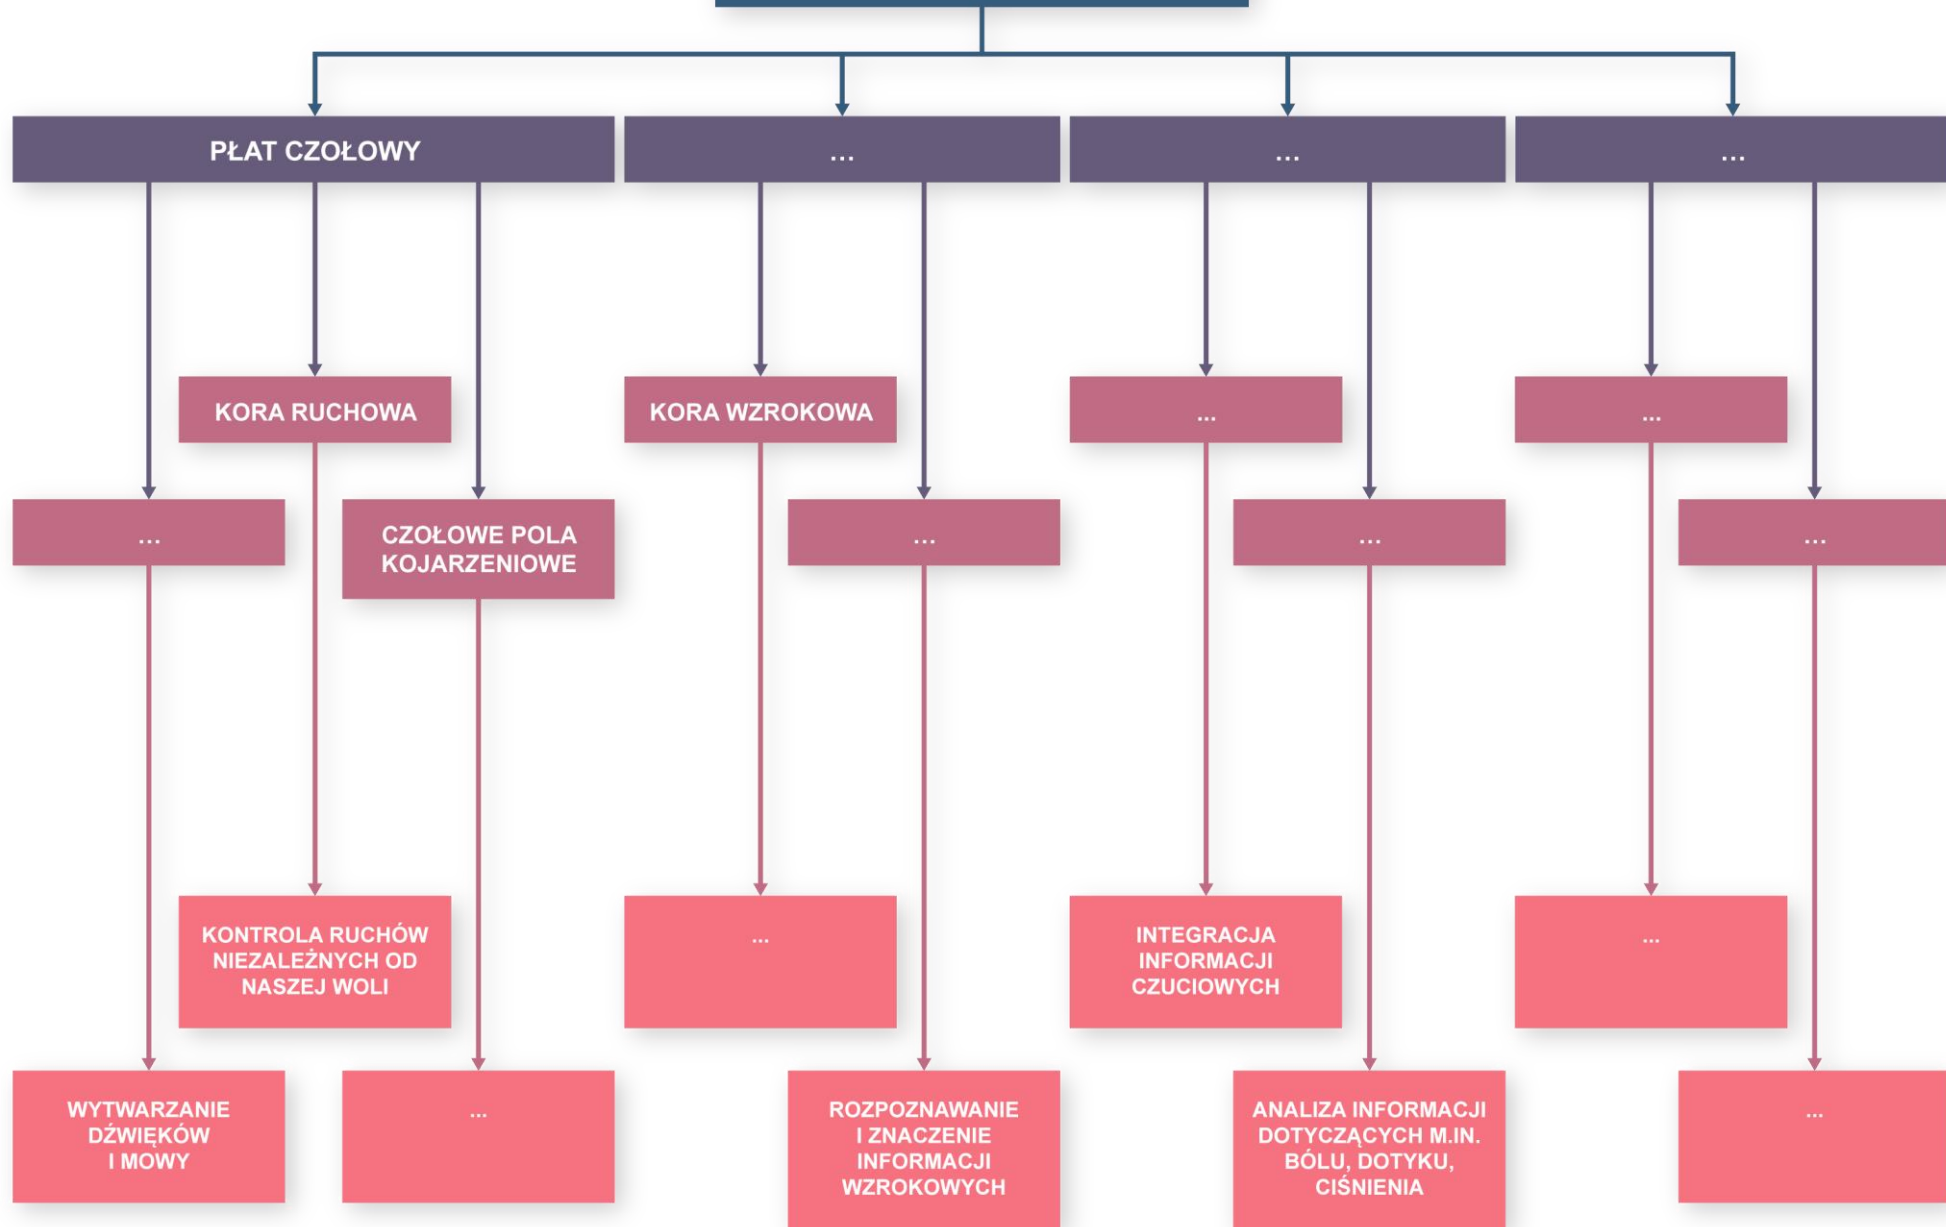 PŁAT CZOŁOWY
...
...
...
KORA RUCHOWA
KORA WZROKOWA
...
...
...
CZOŁOWE POLA
KOJARZENIOWE
...
...
...
KONTROLA RUCHÓW
NIEZALEŻNYCH OD
NASZEJ WOLI
...
INTEGRACJA
INFORMACJI
CZUCIOWYCH
...
WYTWARZANIE
DŹWIĘKÓW
I MOWY
...
ROZPOZNAWANIE
I ZNACZENIE
INFORMACJI
WZROKOWYCH
ANALIZA INFORMACJI
DOTYCZĄCYCH M.IN.
BÓLU, DOTYKU,
CIŚNIENIA
...